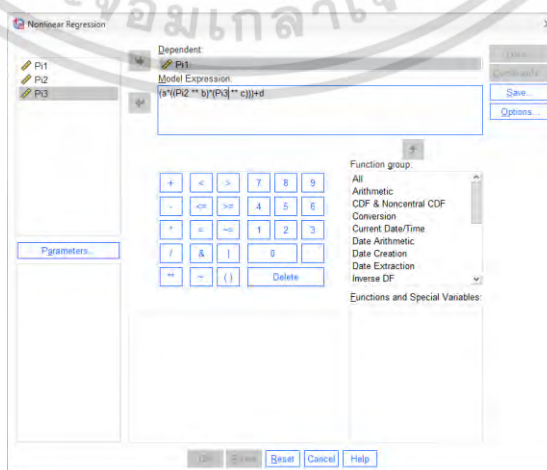 Nonlinear Regression
Pi1
Pi2
Pi3
Dependent:
Pi1
Model Expression:
(a*((Pi2 ** b)*(Pi3 ** c)))+d
Save...
Options...
Parameters...
+ < > 7 8 9
- <= >= 4 5 6
* = ~= 1 2 3
/ & | 0 .
** ~ ( ) Delete
Function group:
All
Arithmetic
CDF & Noncentral CDF
Conversion
Current Date/Time
Date Arithmetic
Date Creation
Date Extraction
Inverse DF
Functions and Special Variables:
OK Paste Reset Cancel Help